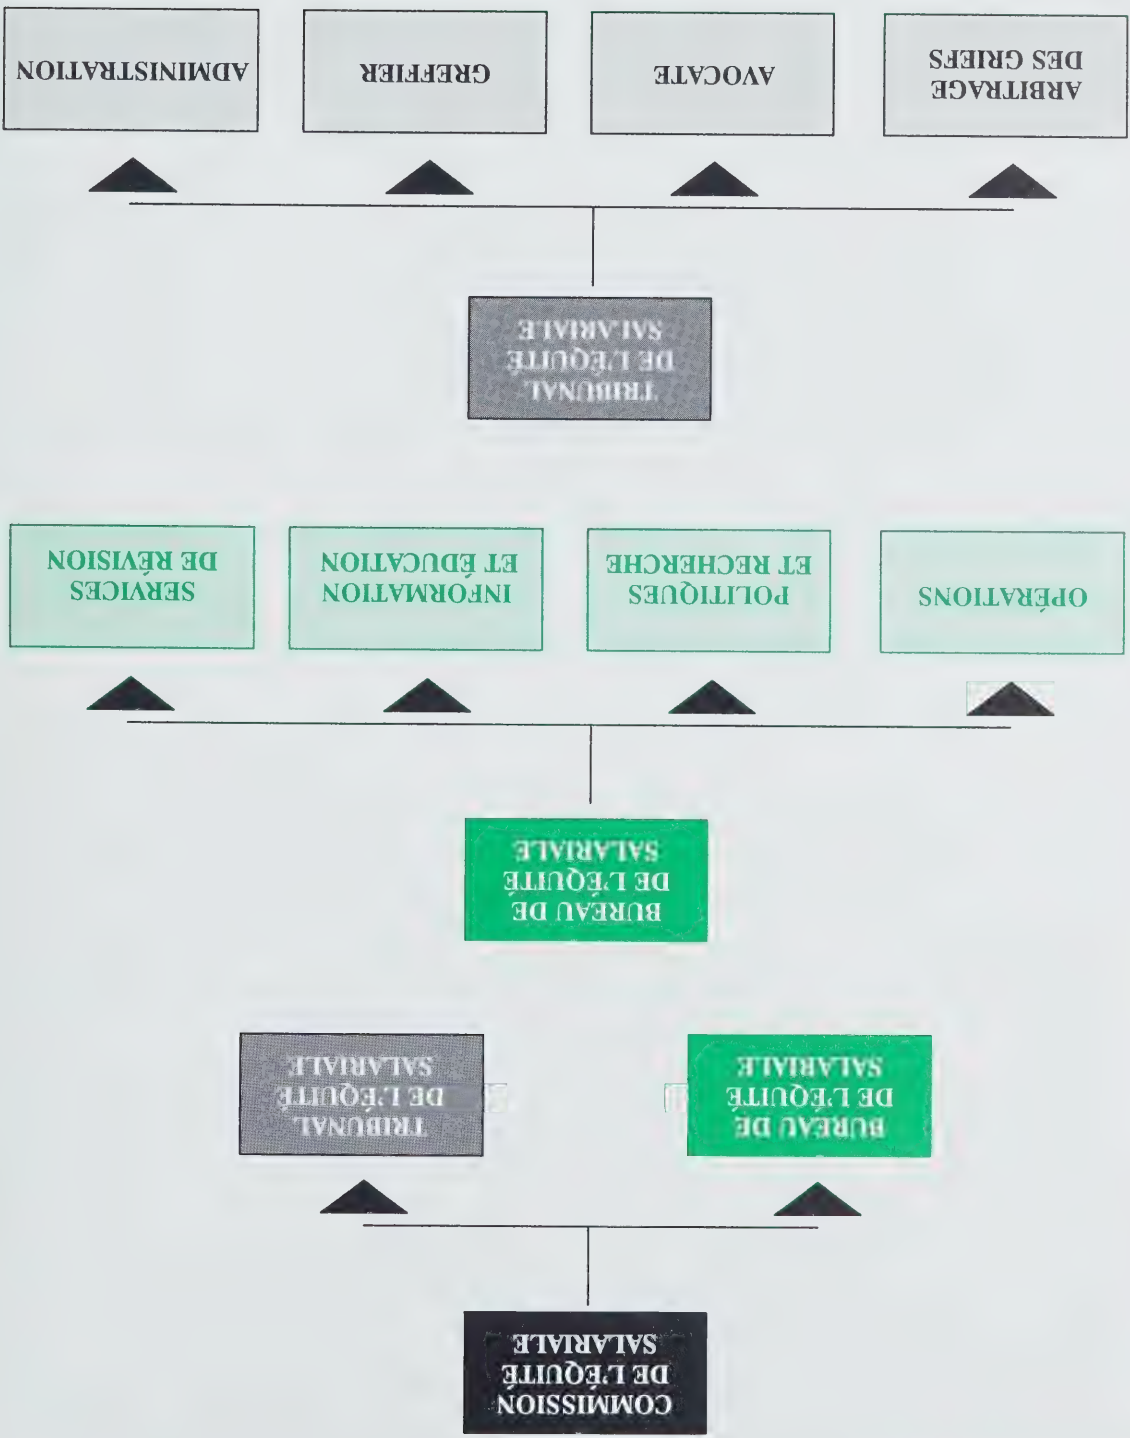 COMMISSION
DE L'ÉQUITÉ
SALARIALE
BUREAU DE
DE L'ÉQUITÉ
SALARIALE
TRIBUNAL
DE L'ÉQUITÉ
SALARIALE
BUREAU DE
DE L'ÉQUITÉ
SALARIALE
OPÉRATIONS
POLITIQUES
ET RECHERCHE
INFORMATION
ET ÉDUCATION
SERVICES
DE RÉVISION
TRIBUNAL
DE L'ÉQUITÉ
SALARIALE
ARBITRAGE
DES GRIEFS
AVOCATE
GREFFIER
ADMINISTRATION